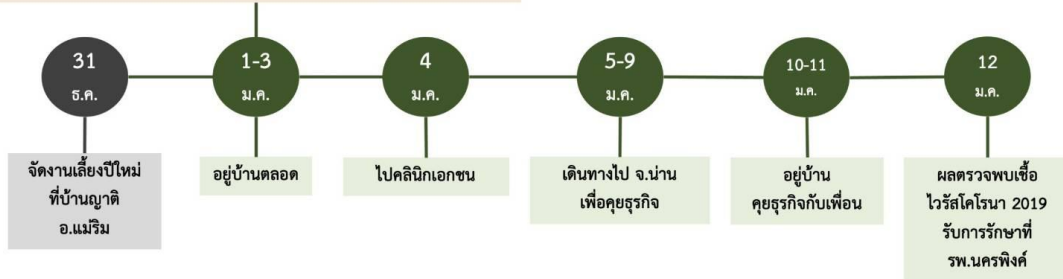 31
ธ.ค.
1-3
ม.ค.
4
ม.ค.
5-9
ม.ค.
10-11
ม.ค.
12
ม.ค.
จัดงานเลี้ยงปีใหม่
ที่บ้านญาติ
อ.แม่ริม
อยู่บ้านตลอด
ไปคลินิกเอกชน
เดินทางไป จ.น่าน
เพื่อคุยธุรกิจ
อยู่บ้าน
คุยธุรกิจกับเพื่อน
ผลตรวจพบเชื้อ
ไวรัสโคโรนา 2019
รับการรักษาที่
รพ.นครพิงค์